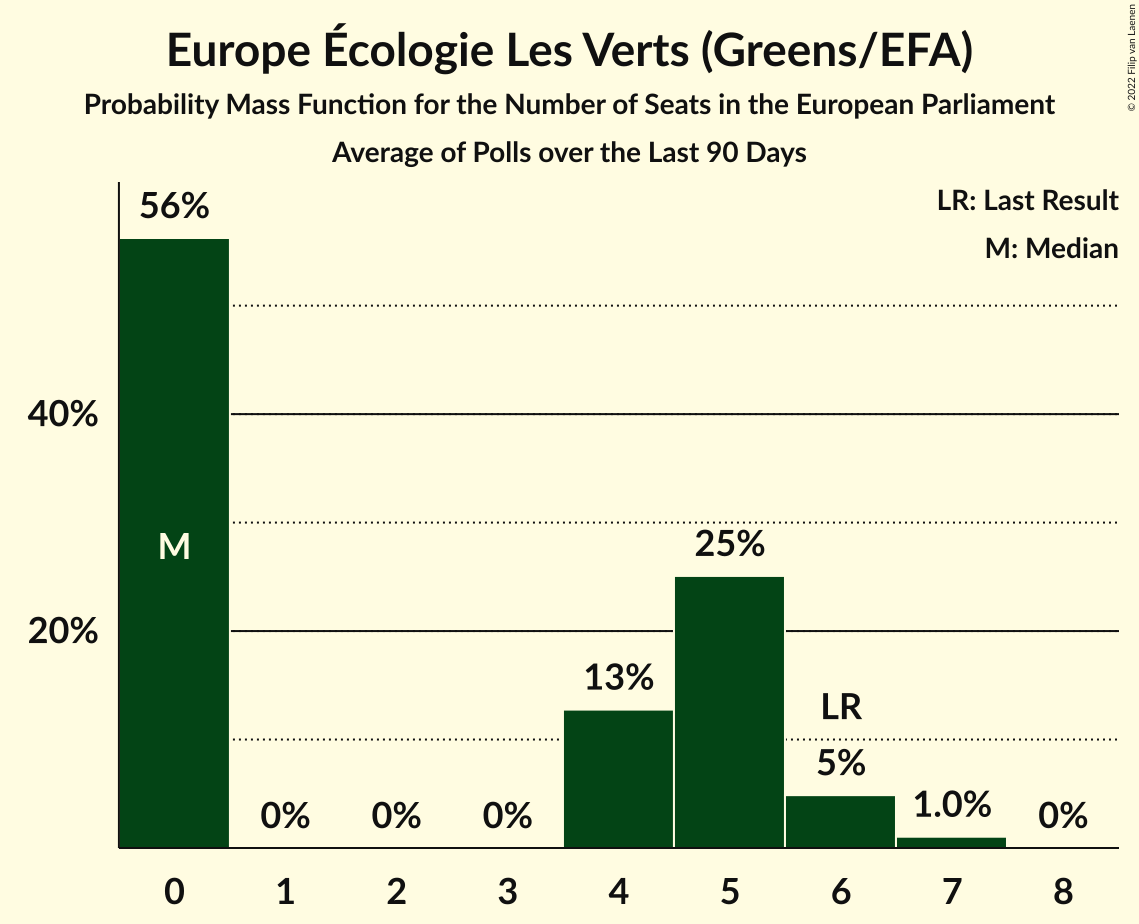 Europe Écologie Les Verts (Greens/EFA)
Probability Mass Function for the Number of Seats in the European Parliament
Average of Polls over the Last 90 Days
© 2022 Filip van Laenen
LR: Last Result
M: Median
56%
40%
20%
M
0%
0%
0%
13%
25%
LR
5%
1.0%
0%
0 1 2 3 4 5 6 7 8